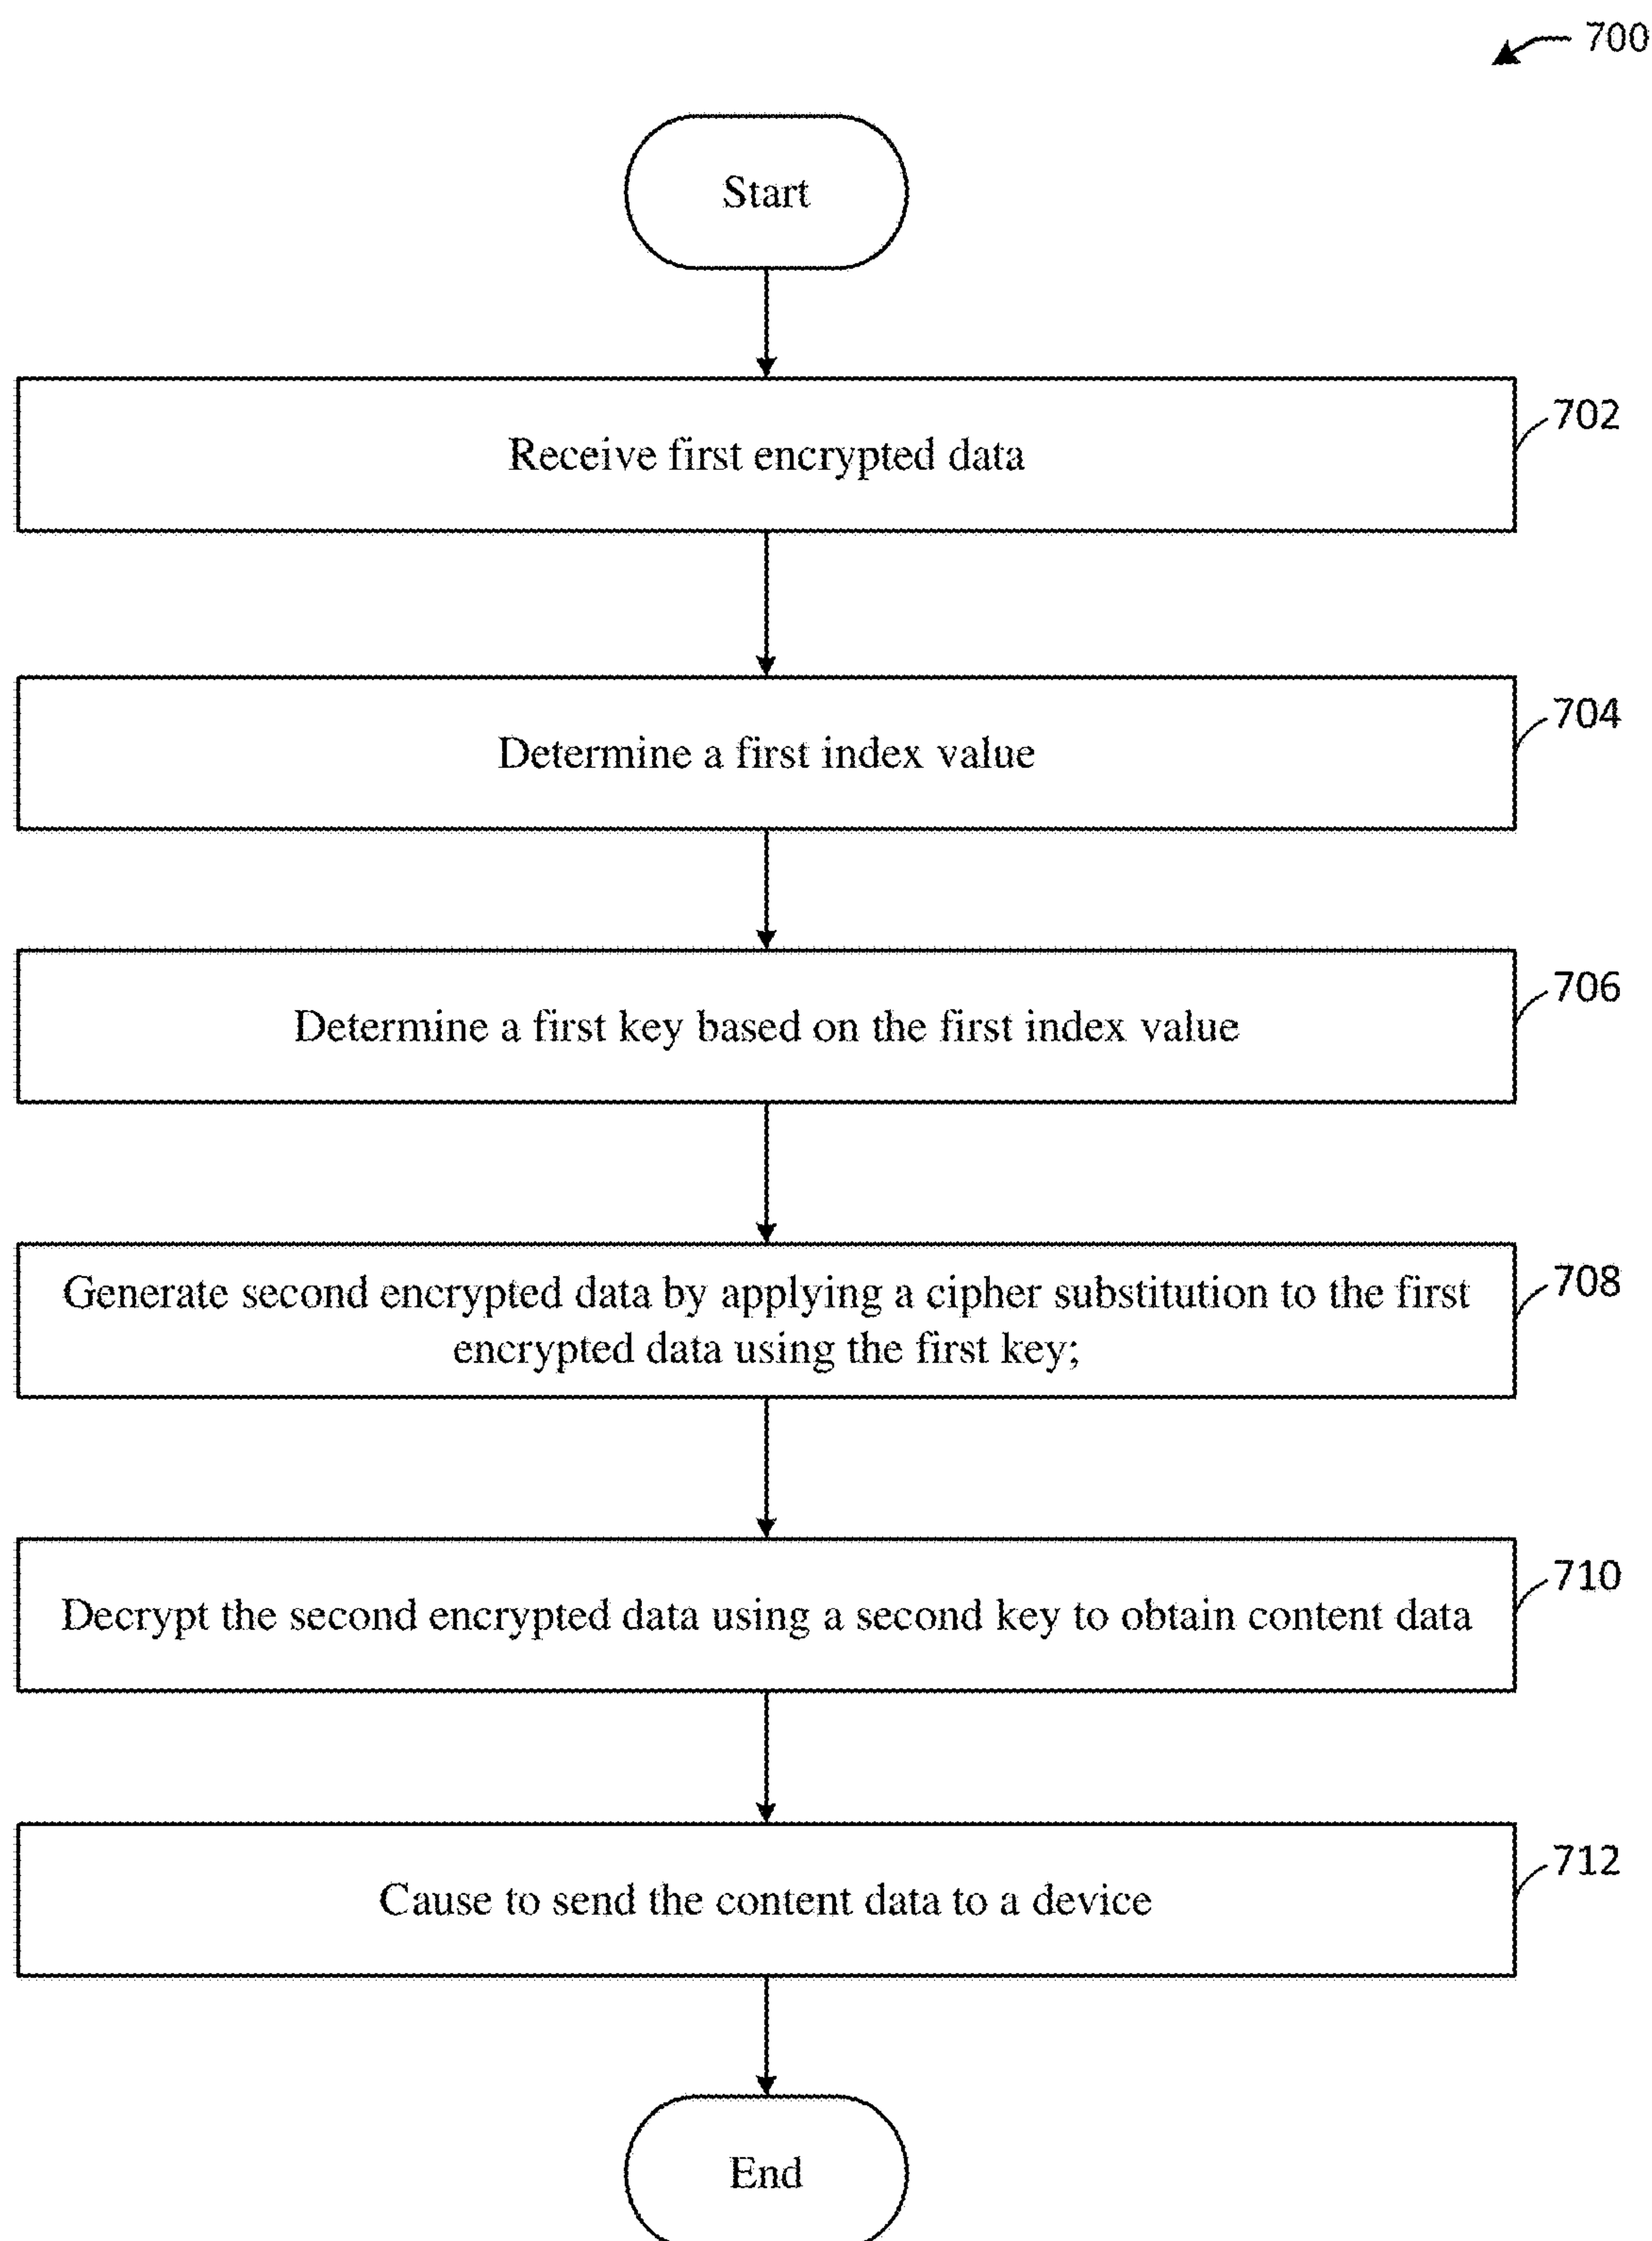 700
Start
Receive first encrypted data
702
Determine a first index value
704
Determine a first key based on the first index value
706
Generate second encrypted data by applying a cipher substitution to the first
encrypted data using the first key;
708
Decrypt the second encrypted data using a second key to obtain content data
710
Cause to send the content data to a device
712
End